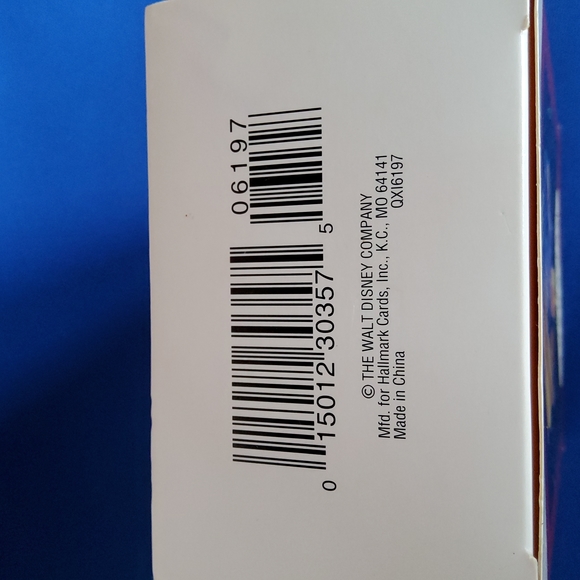 06197
0 15012 30357 5
© THE WALT DISNEY COMPANY
Mfd. for Hallmark Cards, Inc., K.C., MO 64141
Made in China
QXI6197